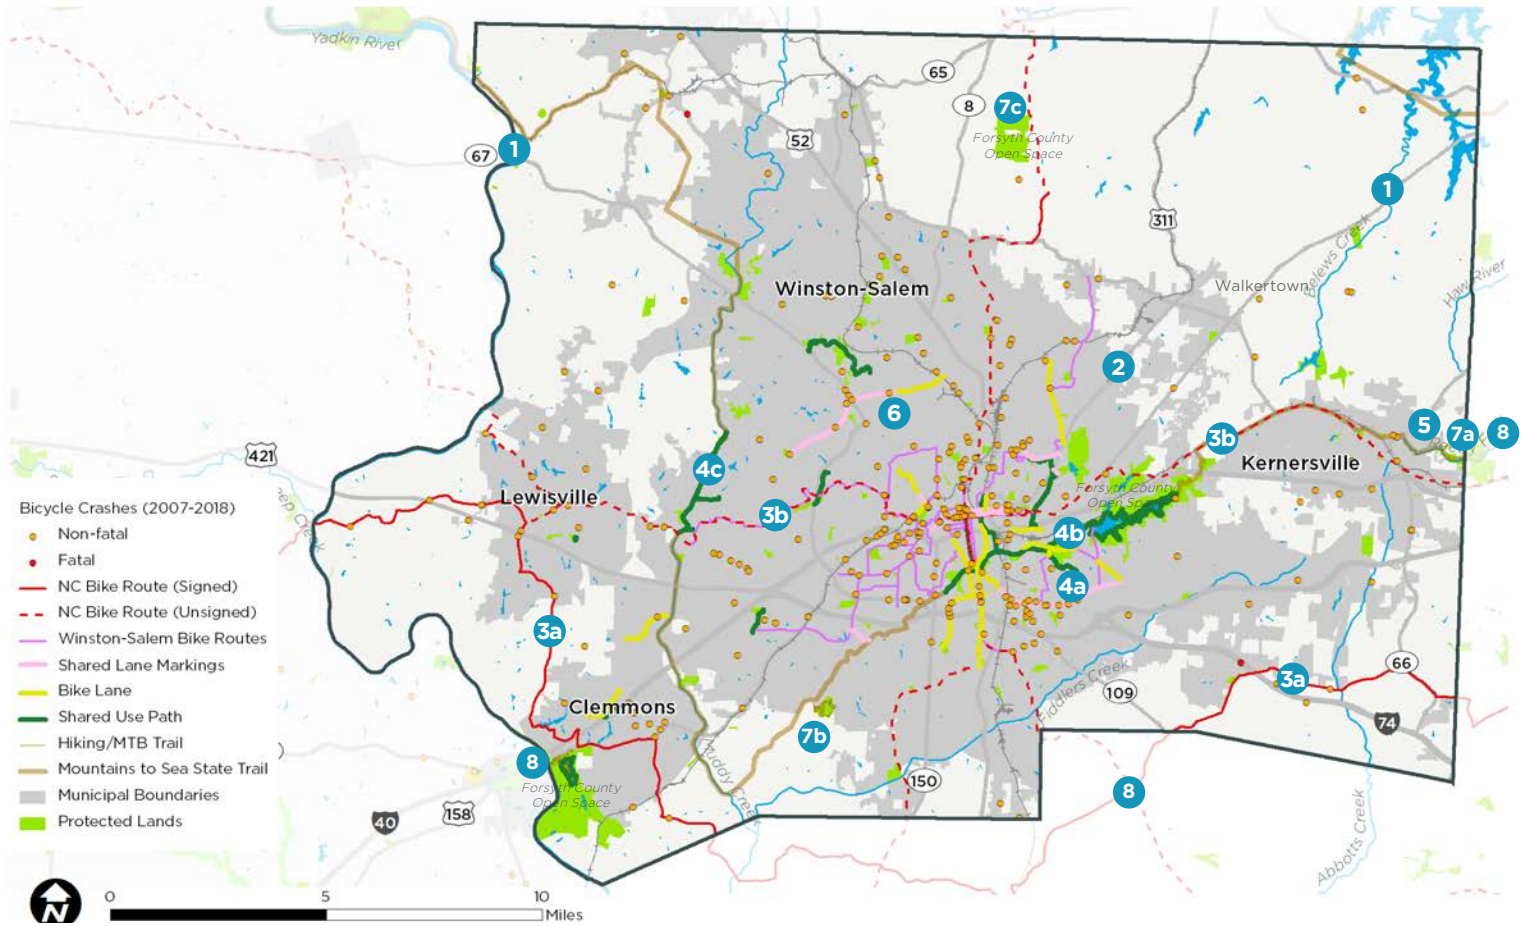 Yadkin River
65
8
7c
Forsyth County
Open Space
52
67
1
1
311
Belews Creek
Haw River
Walkertown
Winston-Salem
2
6
5
7a
8
3b
Kernersville
421
4c
Lewisville
Forsyth County
Open Space
3b
4b
4a
3a
66
3a
109
Fiddlers Creek
74
Clemmons
7b
Muddy Creek
8
Forsyth County
Open Space
150
8
Abbotts Creek
40
158
Bicycle Crashes (2007-2018)
Non-fatal
Fatal
NC Bike Route (Signed)
NC Bike Route (Unsigned)
Winston-Salem Bike Routes
Shared Lane Markings
Bike Lane
Shared Use Path
Hiking/MTB Trail
Mountains to Sea State Trail
Municipal Boundaries
Protected Lands
N
0 5 10
Miles